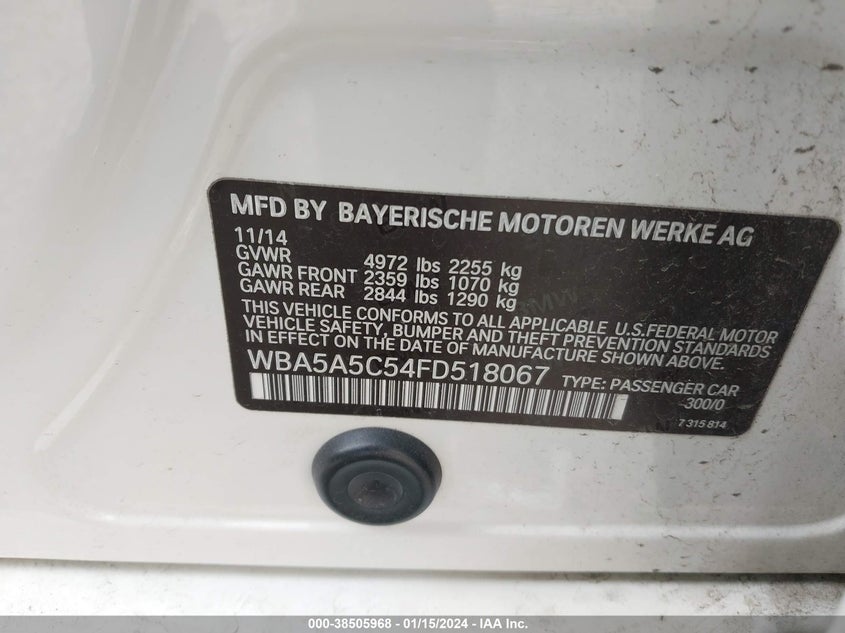 MFD BY BAYERISCHE MOTOREN WERKE AG
11/14
GVWR 4972 lbs 2255 kg
GAWR FRONT 2359 lbs 1070 kg
GAWR REAR 2844 lbs 1290 kg
THIS VEHICLE CONFORMS TO ALL APPLICABLE U.S.FEDERAL MOTOR
VEHICLE SAFETY, BUMPER AND THEFT PREVENTION STANDARDS
IN EFFECT ON THE DATE OF MANUFACTURE SHOWN ABOVE.
WBA5A5C54FD518067 TYPE: PASSENGER CAR
-300/0
7 315 814
000-38505968 - 01/15/2024 - IAA Inc.